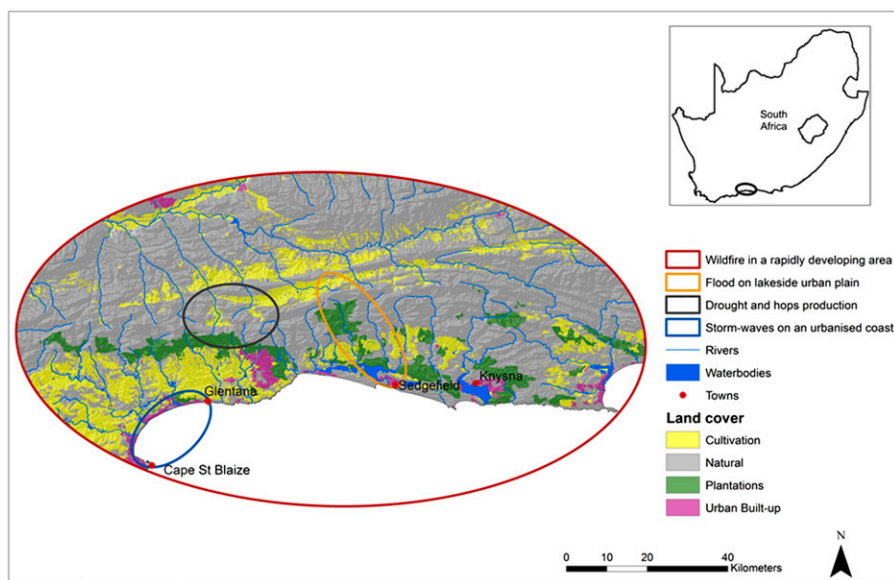 South
Africa
Wildfire in a rapidly developing area
Flood on lakeside urban plain
Drought and hops production
Storm-waves on an urbanised coast
Rivers
Waterbodies
Towns
Land cover
Cultivation
Natural
Plantations
Urban Built-up
Glentana
Sedgefield
Knysna
Cape St Blaize
N
0 10 20 40
Kilometers